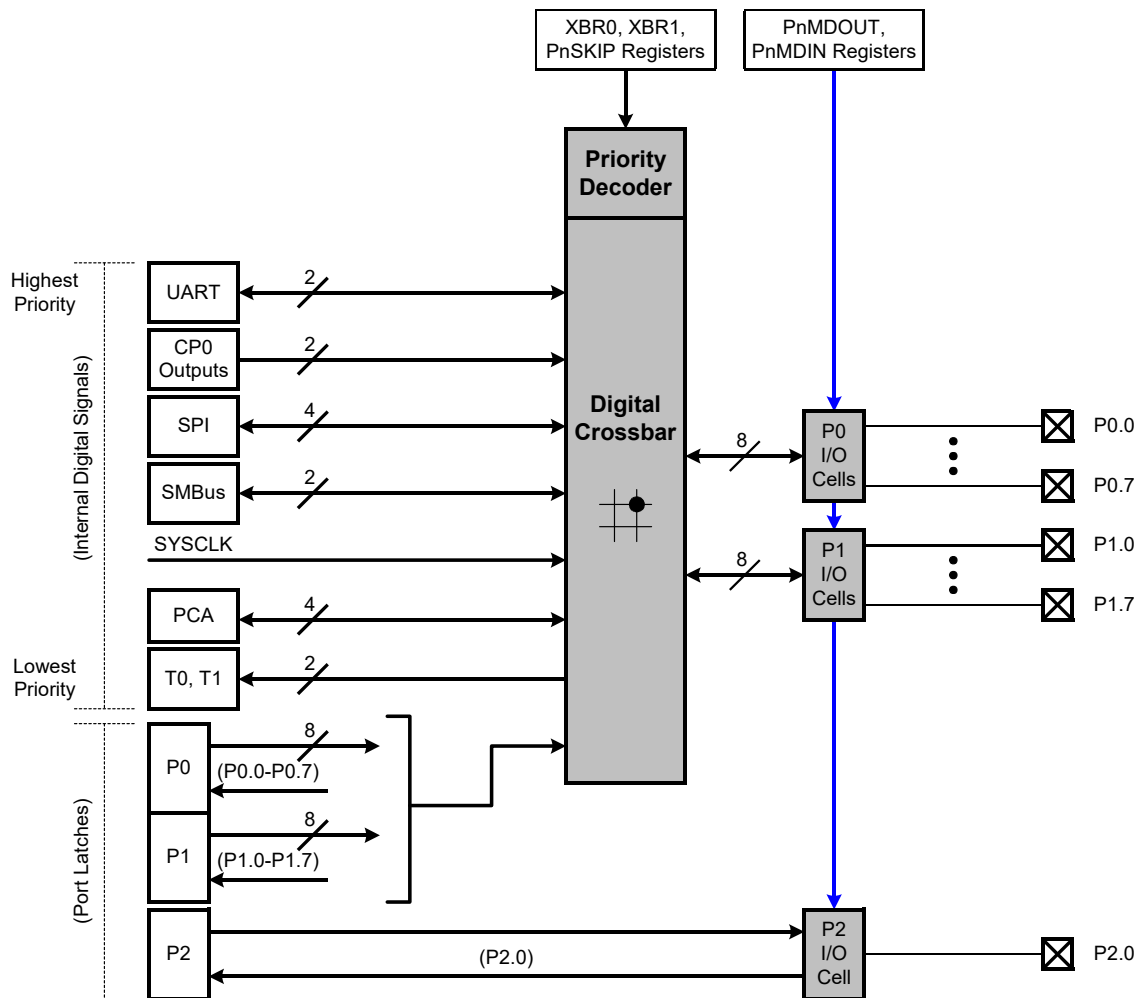 XBR0, XBR1,
PnSKIP Registers
PnMDOUT,
PnMDIN Registers
Priority
Decoder
Highest
Priority
(Internal Digital Signals)
UART
2
CP0
Outputs
2
SPI
4
SMBus
2
SYSCLK
PCA
4
Lowest
Priority
T0, T1
2
Digital
Crossbar
8
P0
I/O
Cells
P0.0
P0.7
8
P1
I/O
Cells
P1.0
P1.7
(Port Latches)
P0
8
(P0.0-P0.7)
P1
8
(P1.0-P1.7)
P2
(P2.0)
P2
I/O
Cell
P2.0